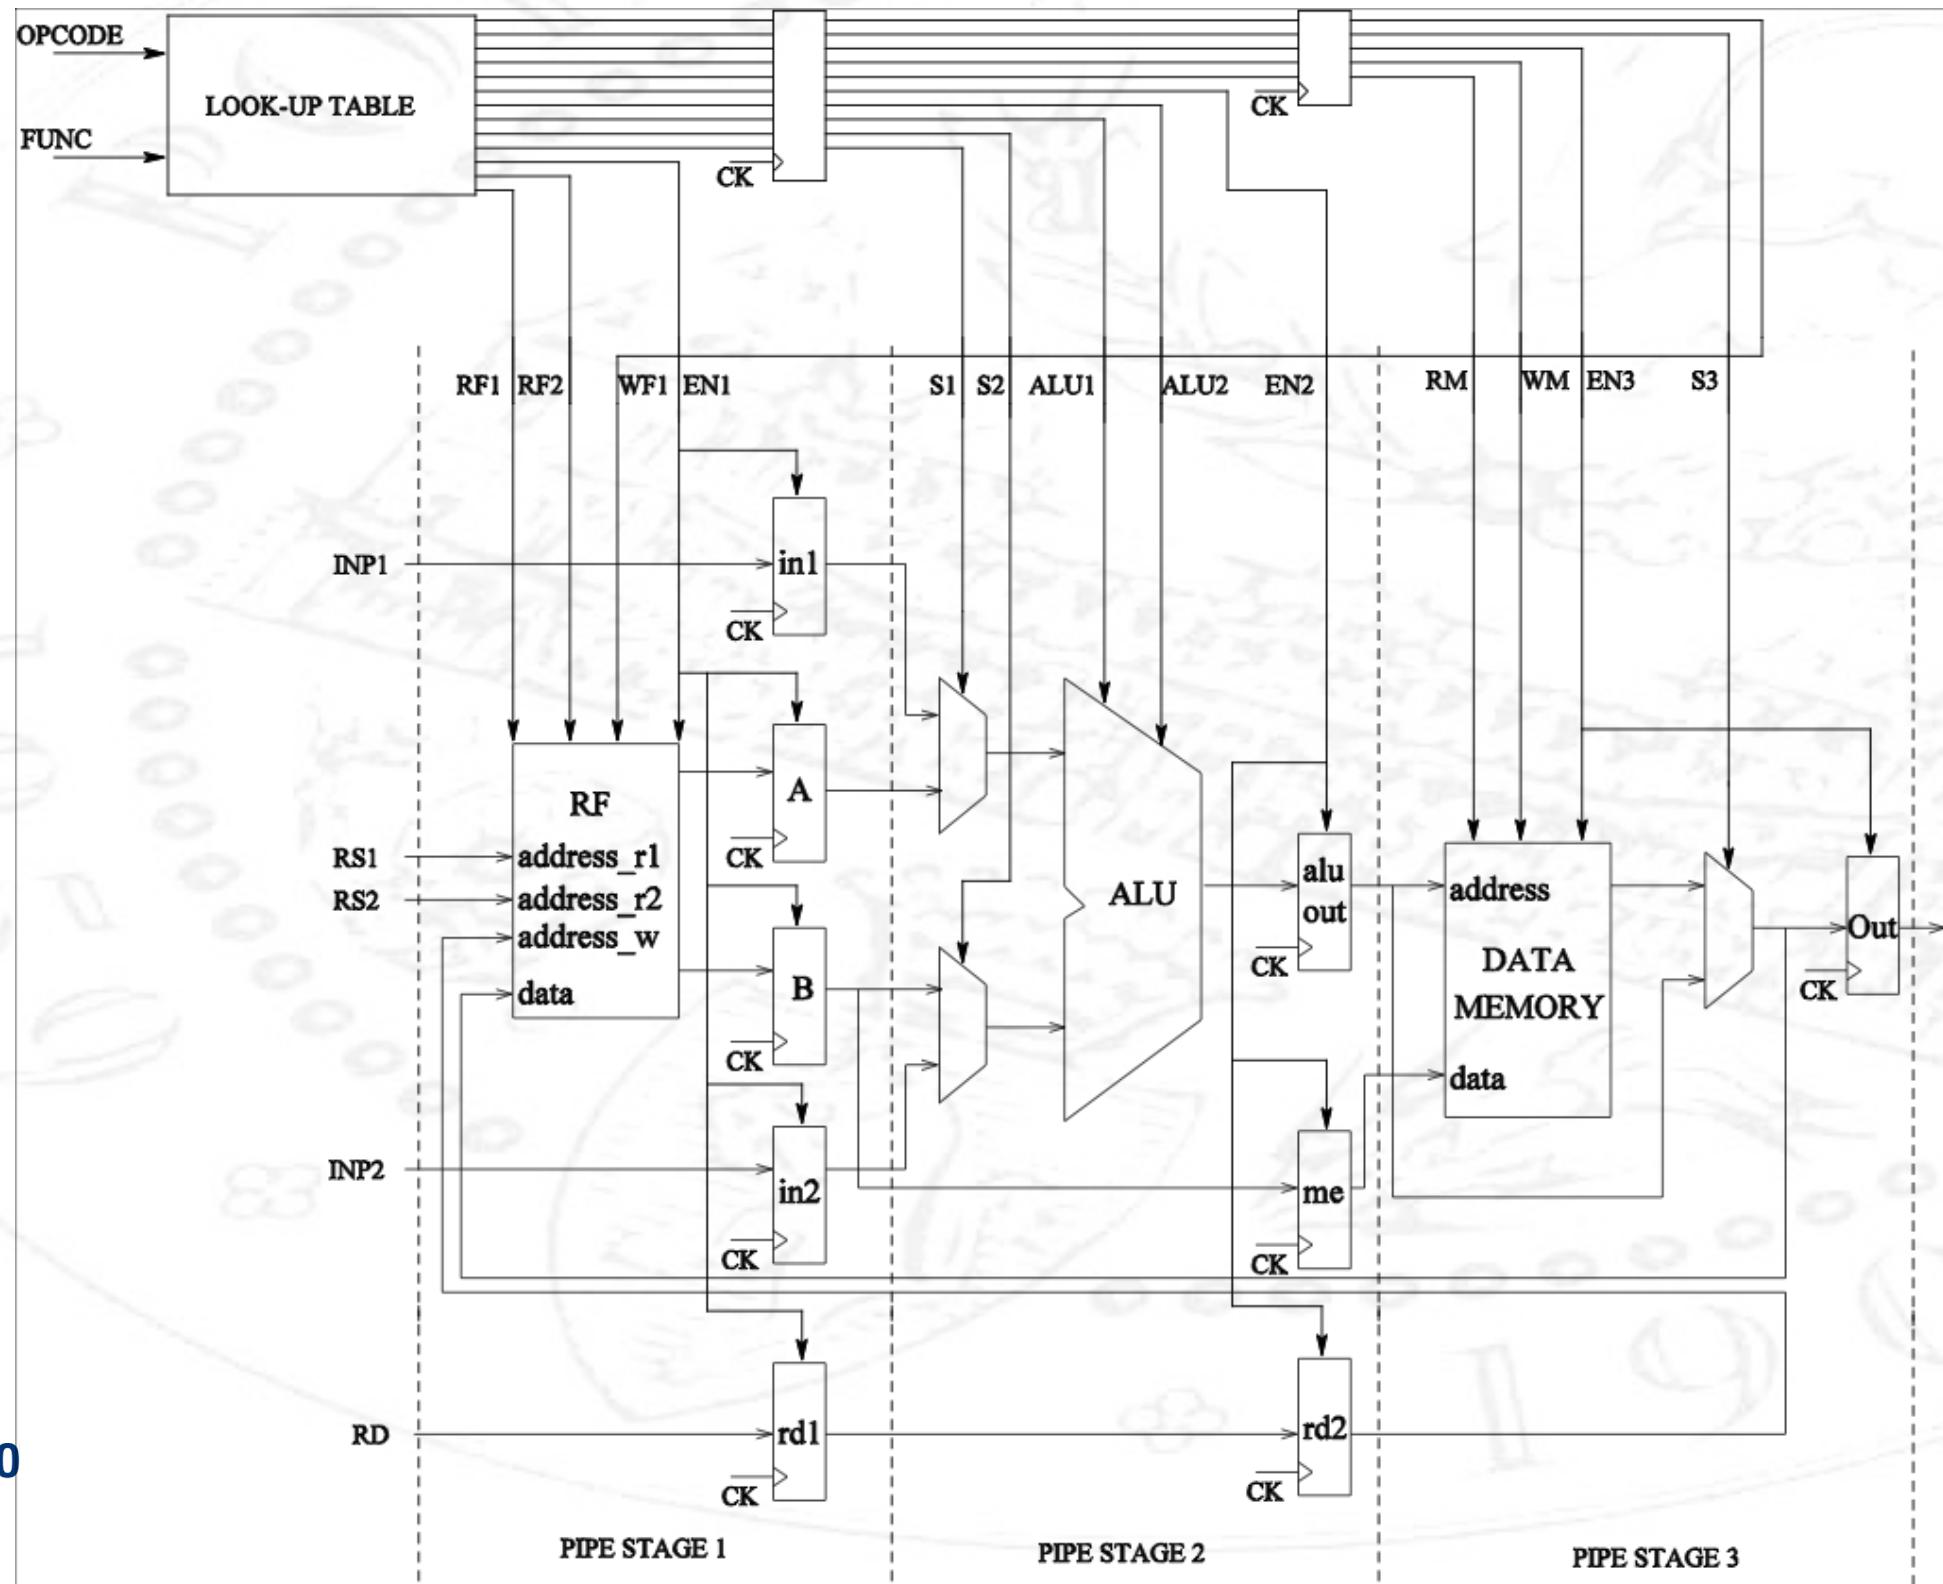 OPCODE
LOOK-UP TABLE
FUNC
CK
CK
RF1 RF2 WF1 EN1 S1 S2 ALU1 ALU2 EN2 RM WM EN3 S3
INP1
in1
CK
RF
A
CK
RS1
address_r1
RS2
address_r2
address_w
data
B
CK
ALU
alu
out
CK
address
DATA
MEMORY
data
Out
CK
INP2
in2
CK
me
CK
RD
rd1
CK
rd2
CK
0
PIPE STAGE 1
PIPE STAGE 2
PIPE STAGE 3